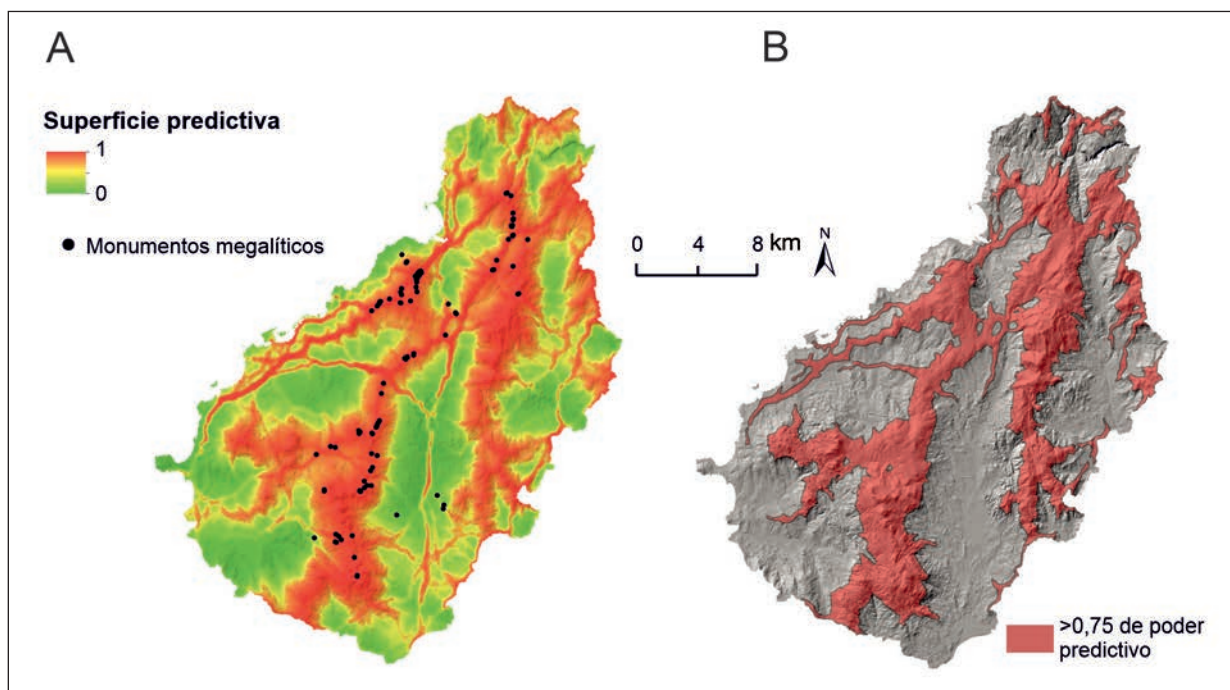 A
Superficie predictiva
1
0
Monumentos megalíticos
B
N
0 4 8 km
>0,75 de poder
predictivo